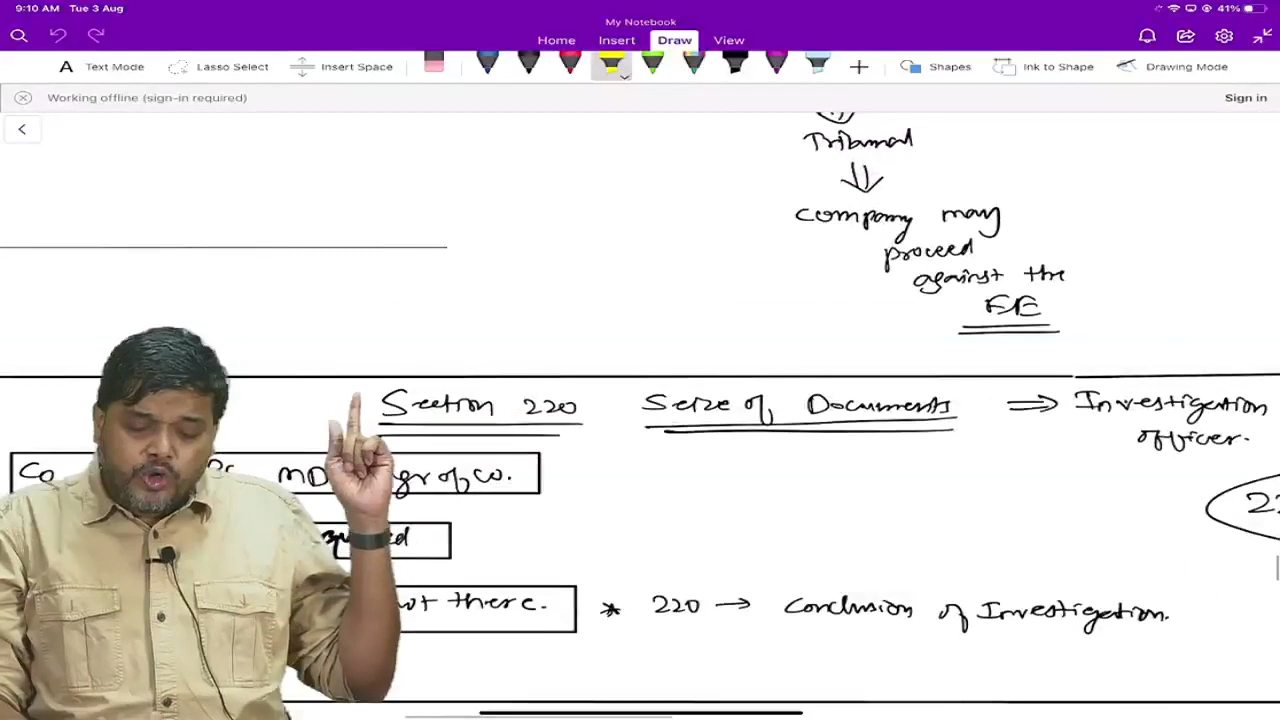 9:10 AM Tue 3 Aug
My Notebook
41%
Home Insert Draw View
Text Mode Lasso Select Insert Space Shapes Ink to Shape Drawing Mode
Working offline (sign-in required) Sign in
Tribunal
Company may
proceed
against the
EE
Section 220 Seize of Documents ⇒ Investigation
officer.
Co MD gr of co.
not there. * 220 → Conclusion of Investigation.